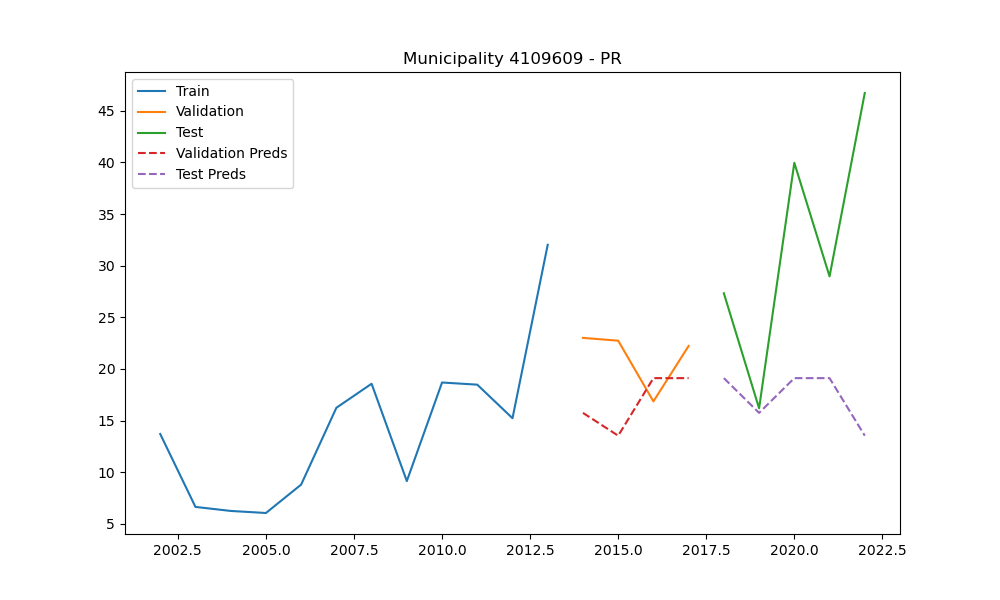 Municipality 4109609 - PR
Train
Validation
Test
Validation Preds
Test Preds
45
40
35
30
25
20
15
10
5
2002.5 2005.0 2007.5 2010.0 2012.5 2015.0 2017.5 2020.0 2022.5